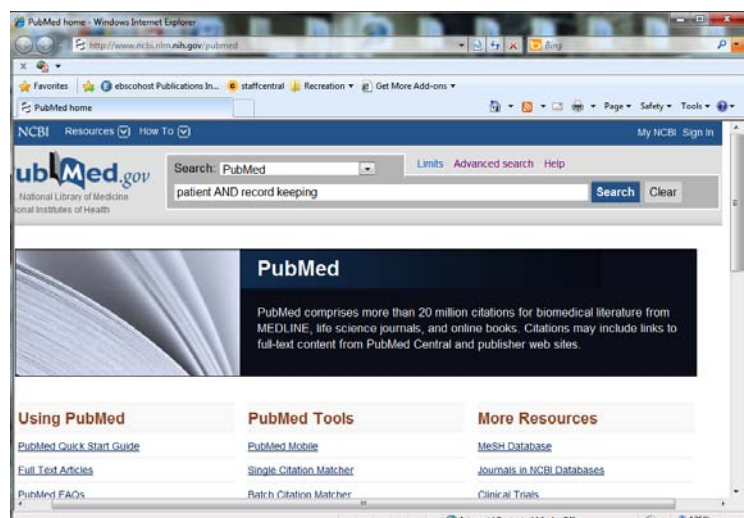 PubMed home - Windows Internet Explorer
http://www.ncbi.nlm.nih.gov/pubmed
Bing
x
Favorites ebscohost Publications In... staffcentral Recreation Get More Add-ons
PubMed home
Page Safety Tools
NCBI Resources How To My NCBI Sign In
ubMed.gov
Search: PubMed Limits Advanced search Help
National Library of Medicine
onal Institutes of Health
patient AND record keeping Search Clear
PubMed
PubMed comprises more than 20 million citations for biomedical literature from
MEDLINE, life science journals, and online books. Citations may include links to
full-text content from PubMed Central and publisher web sites.
Using PubMed PubMed Tools More Resources
PubMed Quick Start Guide PubMed Mobile MeSH Database
Full Text Articles Single Citation Matcher Journals in NCBI Databases
PubMed FAQs Batch Citation Matcher Clinical Trials